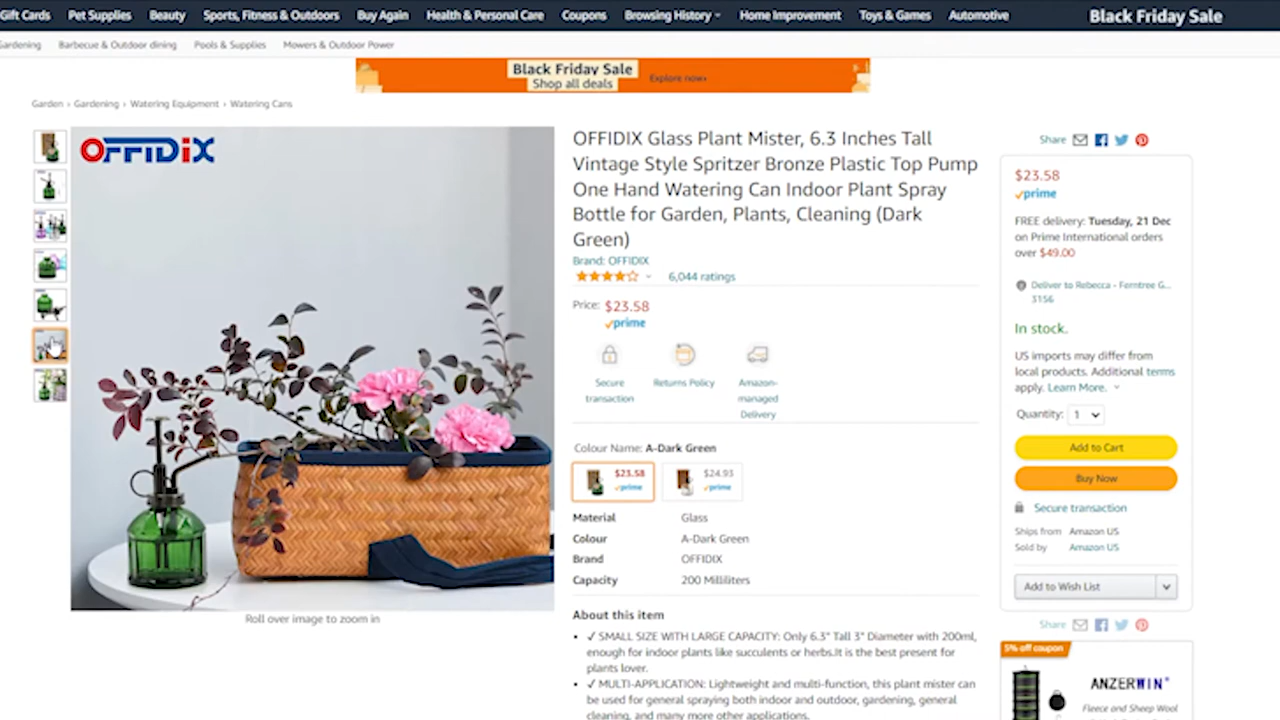 Gift Cards Pet Supplies Beauty Sports, Fitness & Outdoors Buy Again Health & Personal Care Coupons Browsing History Home Improvement Toys & Games Automotive Black Friday Sale
Gardening Barbecue & Outdoor dining Pools & Supplies Mowers & Outdoor Power
Black Friday Sale
Shop all deals
Explore now
Garden › Gardening › Watering Equipment › Watering Cans
OFFIDIX
OFFIDIX Glass Plant Mister, 6.3 Inches Tall
Vintage Style Spritzer Bronze Plastic Top Pump
One Hand Watering Can Indoor Plant Spray
Bottle for Garden, Plants, Cleaning (Dark
Green)
Brand: OFFIDIX
6,044 ratings
Price: $23.58
prime
Secure
transaction
Returns Policy
Amazon-
managed
Delivery
Colour Name: A-Dark Green
$23.58
prime
$24.93
prime
Material Glass
Colour A-Dark Green
Brand OFFIDIX
Capacity 200 Milliliters
About this item
• ✓ SMALL SIZE WITH LARGE CAPACITY: Only 6.3" Tall 3" Diameter with 200ml,
enough for indoor plants like succulents or herbs.It is the best present for
plants lover.
• ✓ MULTI-APPLICATION: Lightweight and multi-function, this plant mister can
be used for general spraying both indoor and outdoor, gardening, general
cleaning, and many more other applications.
Roll over image to zoom in
Share
$23.58
prime
FREE delivery: Tuesday, 21 Dec
on Prime International orders
over $49.00
Deliver to Rebecca - Ferntree G...
3156
In stock.
US imports may differ from
local products. Additional terms
apply. Learn More.
Quantity: 1
Add to Cart
Buy Now
Secure transaction
Ships from Amazon US
Sold by Amazon US
Add to Wish List
Share
5% off coupon
ANZERWIN
Fleece and Sheep Wool